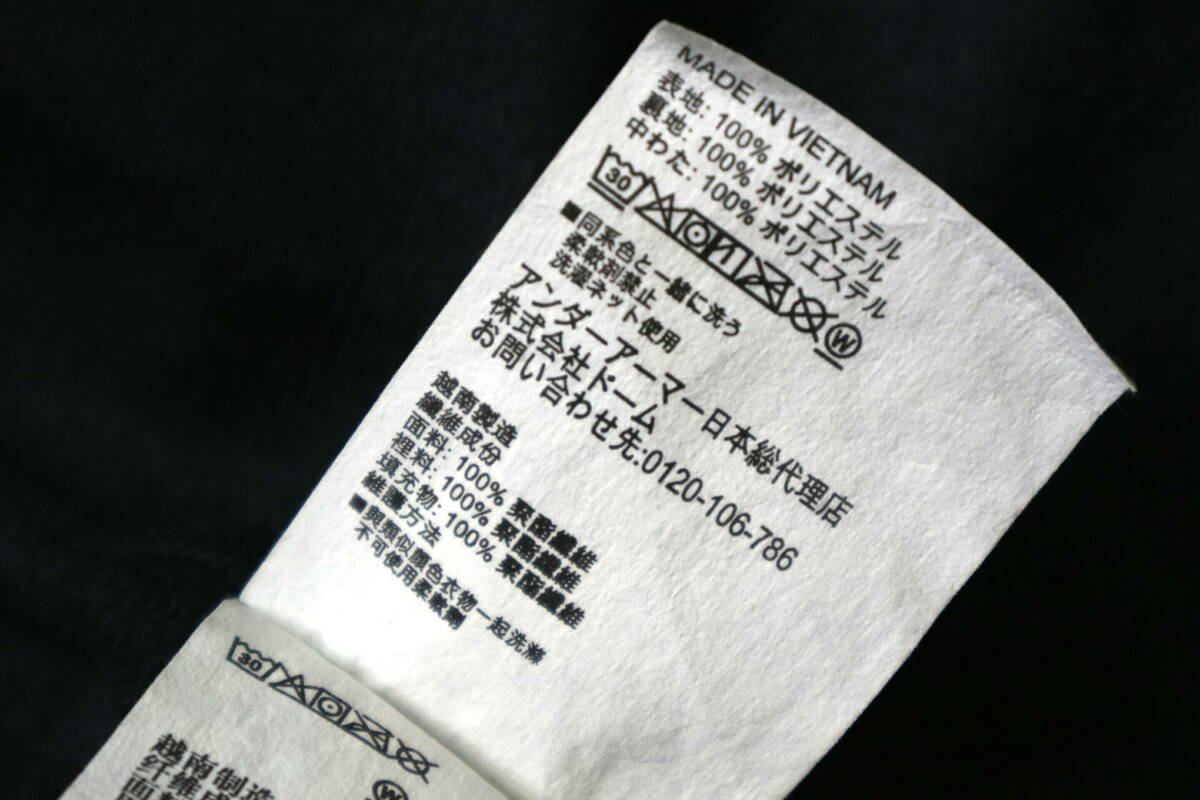 MADE IN VIETNAM
表地: 100% ポリエステル
裏地: 100% ポリエステル
中わた: 100% ポリエステル
30
W
■同系色と一緒に洗う
柔軟剤禁止
洗濯ネット使用
アンダーアーマー日本総代理店
株式会社ドーム
お問い合わせ先:0120-106-786
越南製造
纖維成份
面料: 100% 聚酯纖維
裡料: 100% 聚酯纖維
填充物: 100% 聚酯纖維
維護方法
■與類似顏色衣物一起洗滌
不可使用柔軟劑
30
W
越南制造
纤维成
面料